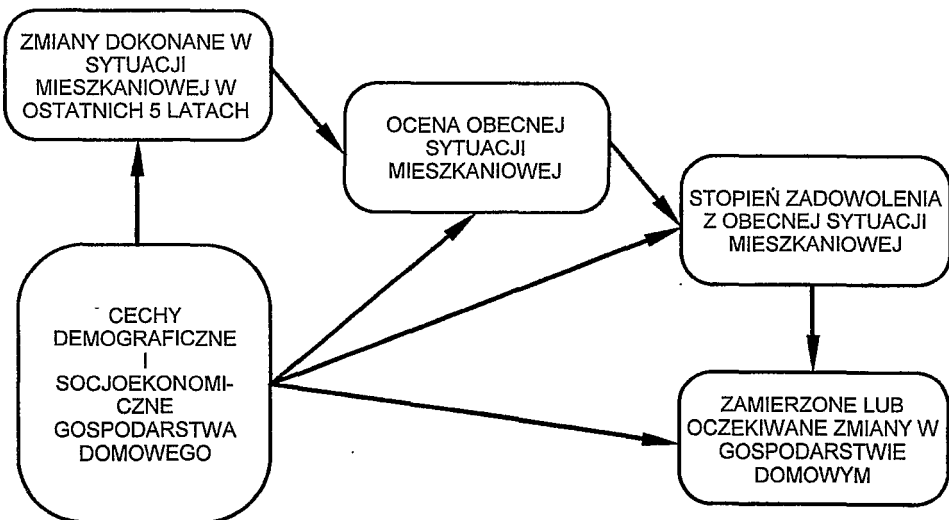 ZMIANY DOKONANE W
SYTUACJI
MIESZKANIOWEJ W
OSTATNICH 5 LATACH
OCENA OBECNEJ
SYTUACJI
MIESZKANIOWEJ
STOPIEŃ ZADOWOLENIA
Z OBECNEJ SYTUACJI
MIESZKANIOWEJ
CECHY
DEMOGRAFICZNE
I
SOCJOEKONOMI-
CZNE
GOSPODARSTWA
DOMOWEGO
ZAMIERZONE LUB
OCZEKIWANE ZMIANY W
GOSPODARSTWIE
DOMOWYM